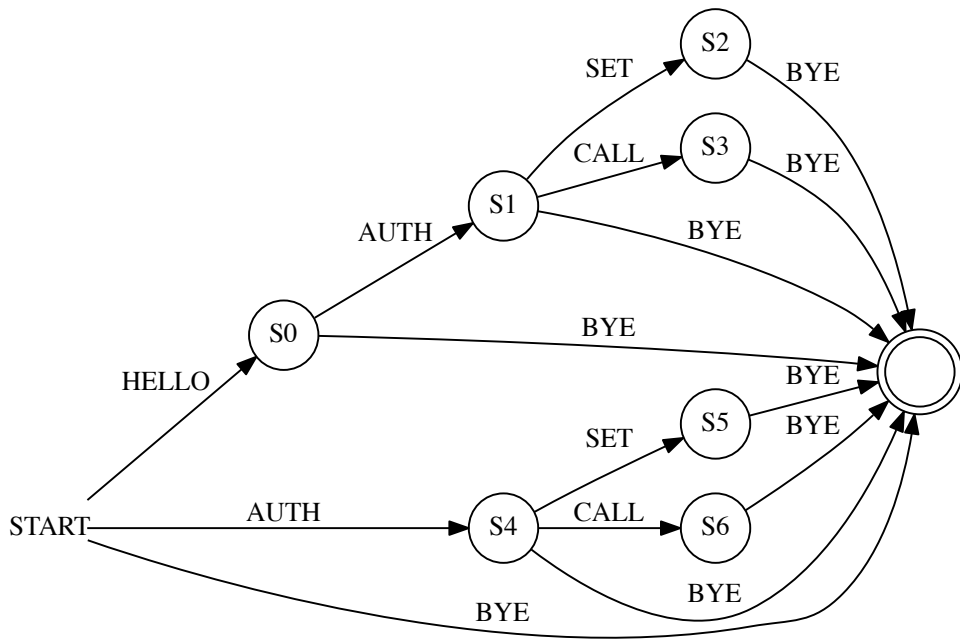 S2
SET
BYE
CALL
S3
BYE
S1
AUTH
BYE
S0
BYE
HELLO
BYE
S5
SET
BYE
START
AUTH
S4
CALL
S6
BYE
BYE